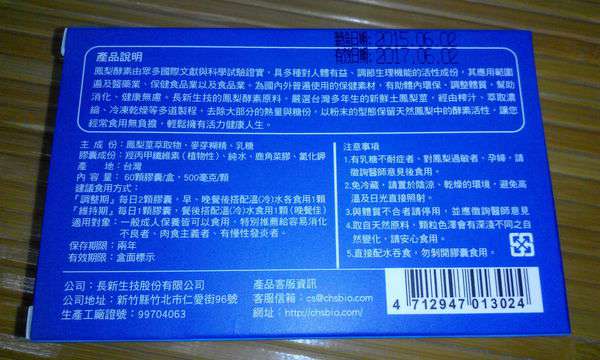 製造日期:2015.06.02
有效日期:2017.06.02
產品說明
鳳梨酵素由眾多國際文獻與科學試驗證實，具多種對人體有益、調節生理機能的活性成份，其應用範圍
遍及醫藥業、保健食品業以及食品業。為國內外普遍使用的保健素材，有助體內環保、調整體質、幫助
消化、健康無慮。長新生技的鳳梨酵素原料，嚴選台灣多年生的新鮮土鳳梨莖，經由榨汁、萃取濃
縮、冷凍乾燥等多道製程，去除大部分的熱量與糖份，以粉末的型態保留天然鳳梨中的酵素活性，讓您
經常食用無負擔，輕鬆擁有活力健康人生。
主 成 份：鳳梨莖萃取物、麥芽糊精、乳糖
膠囊成份：羥丙甲纖維素 (植物性)、純水、鹿角菜膠、氯化鉀
產 地：台灣
內 容 量：60顆膠囊/盒，500毫克/顆
建議食用方式：
「調整期」每日2顆膠囊，早、晚餐後搭配溫(冷)水各食用1顆
「維持期」每日1顆膠囊，餐後搭配溫(冷)水食用1顆 (晚餐佳)
適用對象：一般成人保養皆可以食用，特別推薦給容易消化
不良者、肉食主義者、有慢性發炎者。
保存期限：兩年
有效期限：盒面標示
注意事項
1.有乳糖不耐症者、對鳳梨過敏者、孕婦，請
徵詢醫師意見後食用。
2.免冷藏，請置於陰涼、乾燥的環境，避免高
溫及日光直接照射。
3.與體質不合者請停用，並應徵詢醫師意見
4.取自天然原料，顆粒色澤會有深淺不同之自
然變化，請安心食用。
5.直接配水吞食，勿剝開膠囊食用。
公司：長新生技股份有限公司
公司地址：新竹縣竹北市仁愛街96號
生產工廠證號：99704063
產品客服資訊
客服信箱：cs@chsbio.com
網址：http://chsbio.com
4 712947 013024